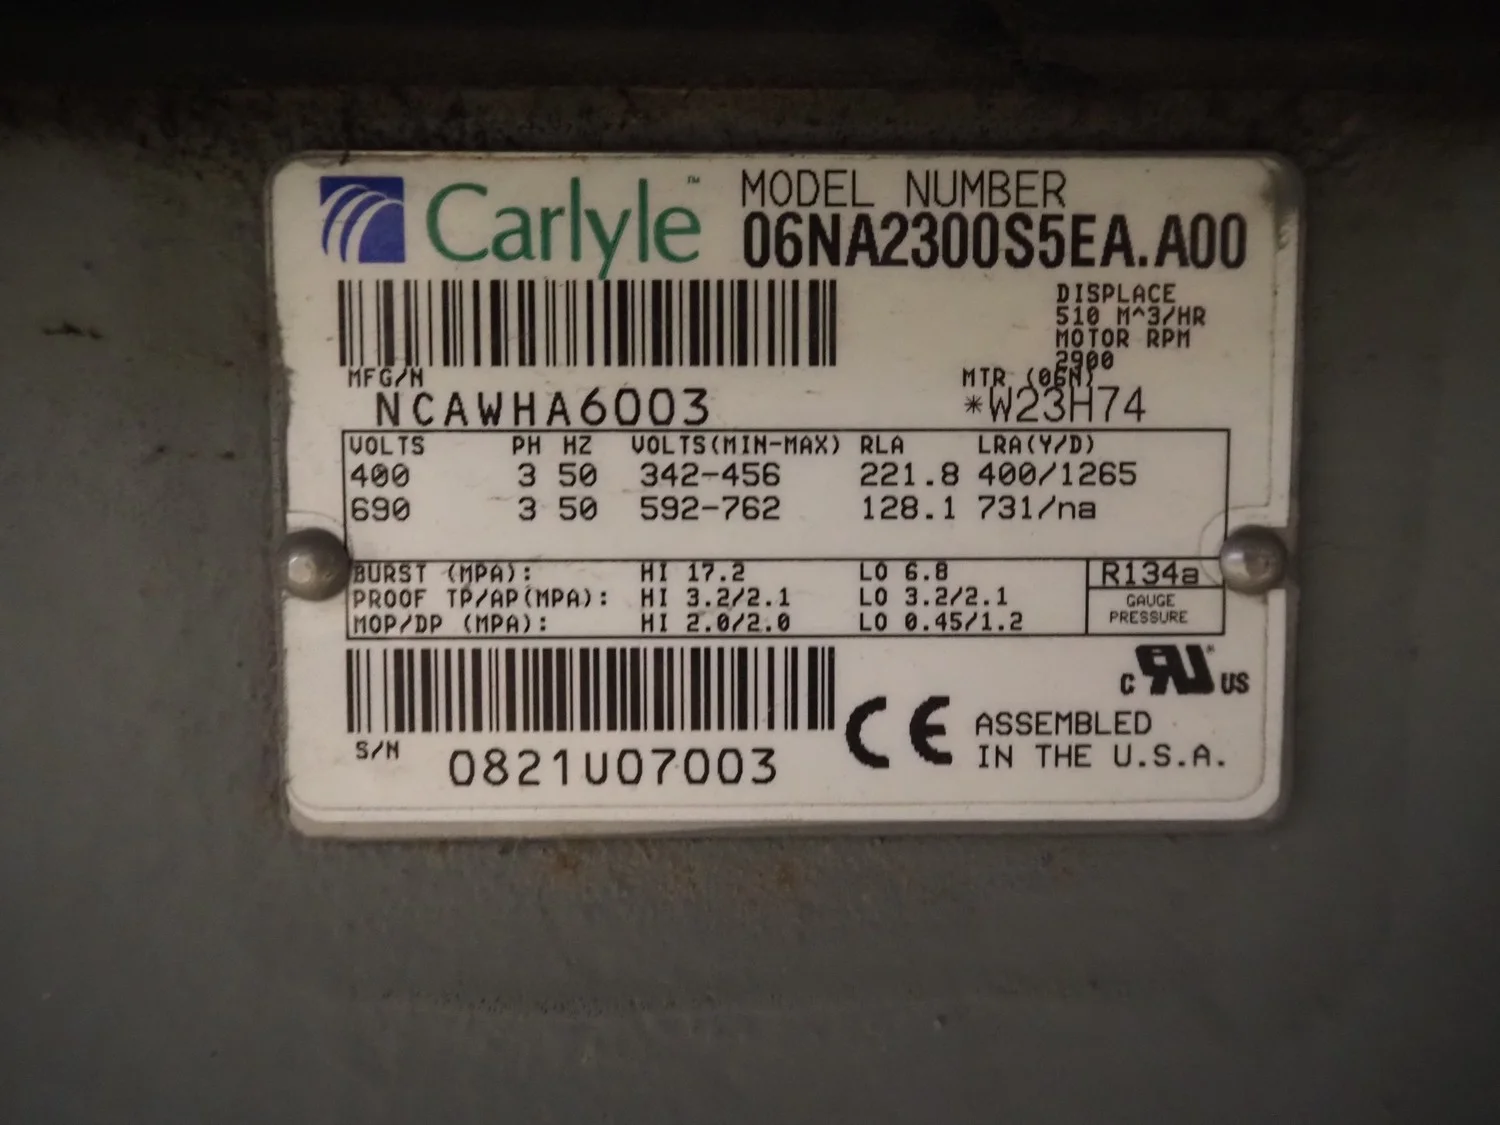 Carlyle™
MODEL NUMBER
06NA2300S5EA.A00
DISPLACE
510 M^3/HR
MOTOR RPM
2900
MFG/N
NCAWHA6003
MTR (06N)
*W23H74
VOLTS PH HZ VOLTS(MIN-MAX) RLA LRA(Y/D)
400 3 50 342-456 221.8 400/1265
690 3 50 592-762 128.1 731/na
BURST (MPA): HI 17.2 LO 6.8
PROOF TP/AP(MPA): HI 3.2/2.1 LO 3.2/2.1
MOP/DP (MPA): HI 2.0/2.0 LO 0.45/1.2
R134a
GAUGE
PRESSURE
S/N
0821U07003
CE
ASSEMBLED
IN THE U.S.A.
C RU® US